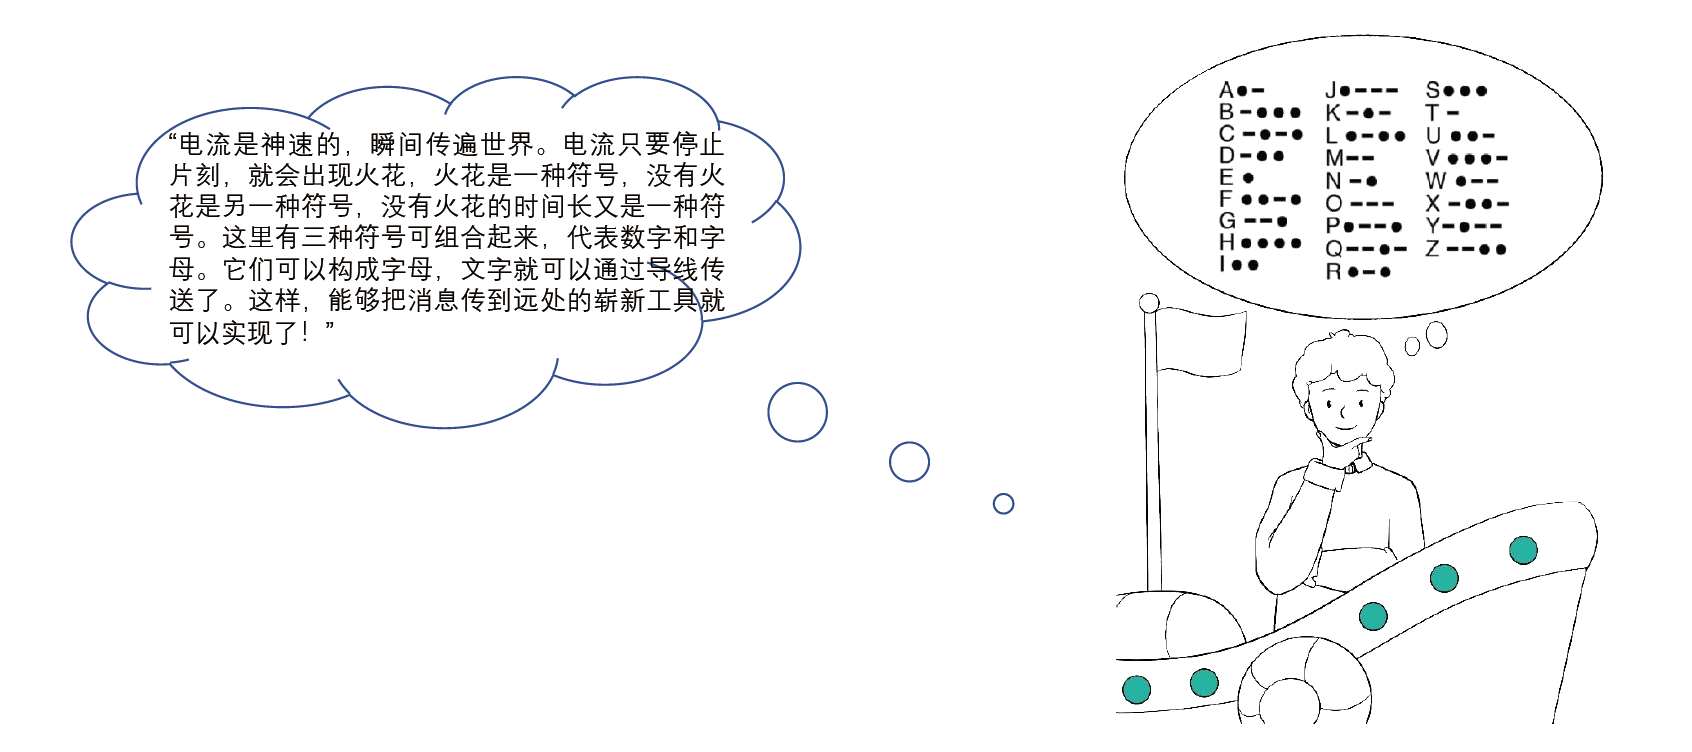 “电流是神速的，瞬间传遍世界。电流只要停止
片刻，就会出现火花，火花是一种符号，没有火
花是另一种符号，没有火花的时间长又是一种符
号。这里有三种符号可组合起来，代表数字和字
母。它们可以构成字母，文字就可以通过导线传
送了。这样，能够把消息传到远处的崭新工具就
可以实现了！”
A●–
B–●●●
C–●–●
D–●●
E●
F●●–●
G––●
H●●●●
I●●
J●–––
K–●–
L●–●●
M––
N–●
O–––
P●––●
Q––●–
R●–●
S●●●
T–
U●●–
V●●●–
W●––
X–●●–
Y–●––
Z––●●